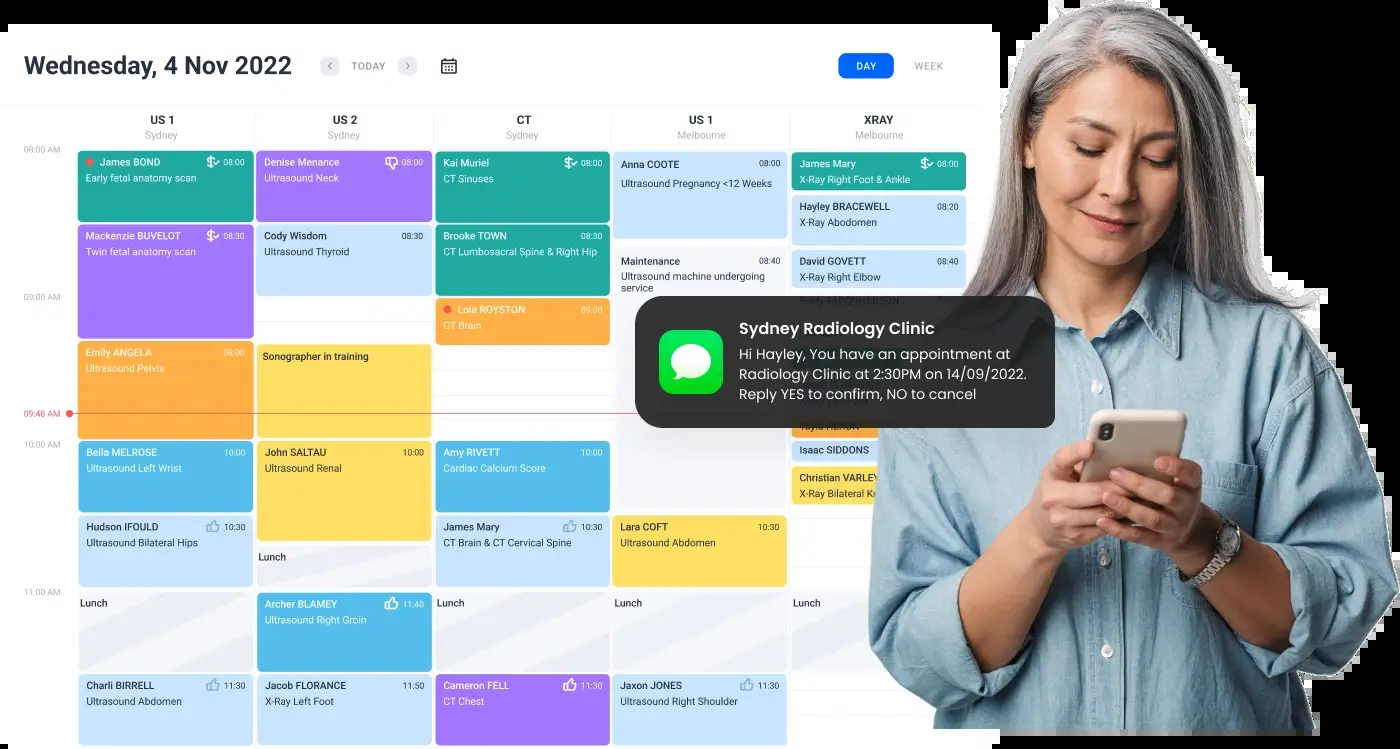 Wednesday, 4 Nov 2022
TODAY
DAY
WEEK
US 1
Sydney
US 2
Sydney
CT
Sydney
US 1
Melbourne
XRAY
Melbourne
08:00 AM
09:00 AM
09:48 AM
10:00 AM
11:00 AM
James BOND 08:00
Early fetal anatomy scan
Mackenzie BUVELOT 08:30
Twin fetal anatomy scan
Emily ANGELA 08:00
Ultrasound Pelvis
Bella MELROSE 10:00
Ultrasound Left Wrist
Hudson IFOULD 10:30
Ultrasound Bilateral Hips
Lunch
Charli BIRRELL 11:30
Ultrasound Abdomen
Denise Menance 08:00
Ultrasound Neck
Cody Wisdom 08:30
Ultrasound Thyroid
Sonographer in training
John SALTAU 10:00
Ultrasound Renal
Lunch
Archer BLAMEY 11:40
Ultrasound Right Groin
Jacob FLORANCE 11:50
X-Ray Left Foot
Kai Muriel 08:00
CT Sinuses
Brooke TOWN 08:30
CT Lumbosacral Spine & Right Hip
Lola ROYSTON 09:00
CT Brain
Amy RIVETT 10:00
Cardiac Calcium Score
James Mary 10:30
CT Brain & CT Cervical Spine
Lunch
Cameron FELL 11:30
CT Chest
Anna COOTE 08:00
Ultrasound Pregnancy <12 Weeks
Maintenance 08:40
Ultrasound machine undergoing
service
Lara COFT 10:30
Ultrasound Abdomen
Lunch
Jaxon JONES 11:30
Ultrasound Right Shoulder
James Mary 08:00
X-Ray Right Foot & Ankle
Hayley BRACEWELL 08:20
X-Ray Abodomen
David GOVETT 08:40
X-Ray Right Elbow
Isaac SIDDONS
Christian VARLEY
X-Ray Bilateral
Lunch
Sydney Radiology Clinic
Hi Hayley, You have an appointment at
Radiology Clinic at 2:30PM on 14/09/2022.
Reply YES to confirm, NO to cancel